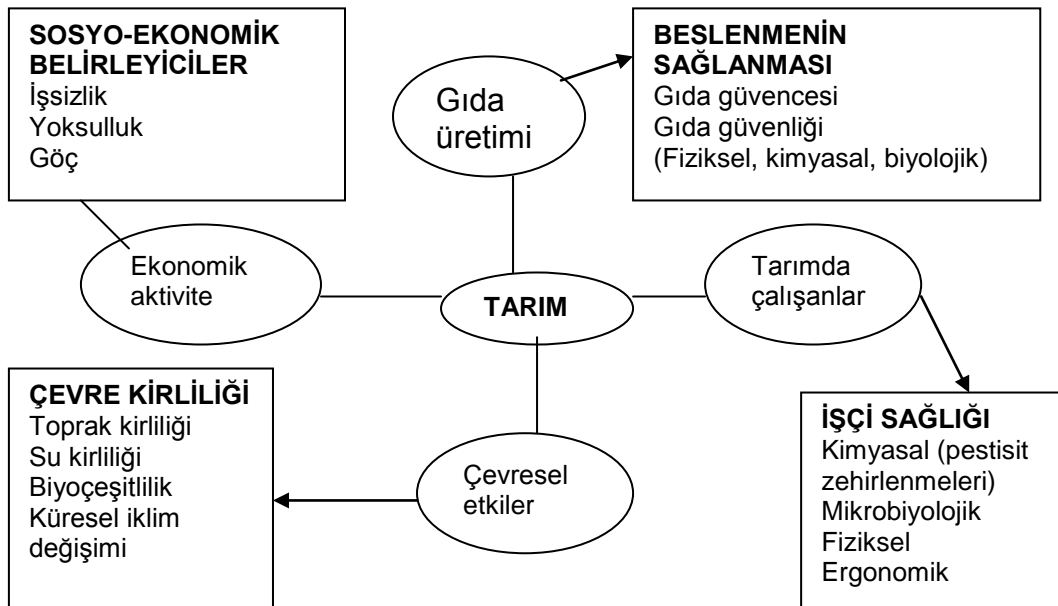 SOSYO-EKONOMİK
BELİRLEYİCİLER
İşsizlik
Yoksulluk
Göç
Gıda
üretimi
BESLENMENİN
SAĞLANMASI
Gıda güvencesi
Gıda güvenliği
(Fiziksel, kimyasal, biyolojik)
Ekonomik
aktivite
TARIM
Tarımda
çalışanlar
ÇEVRE KİRLİLİĞİ
Toprak kirliliği
Su kirliliği
Biyoçeşitlilik
Küresel iklim
değişimi
Çevresel
etkiler
İŞÇİ SAĞLIĞI
Kimyasal (pestisit
zehirlenmeleri)
Mikrobiyolojik
Fiziksel
Ergonomik